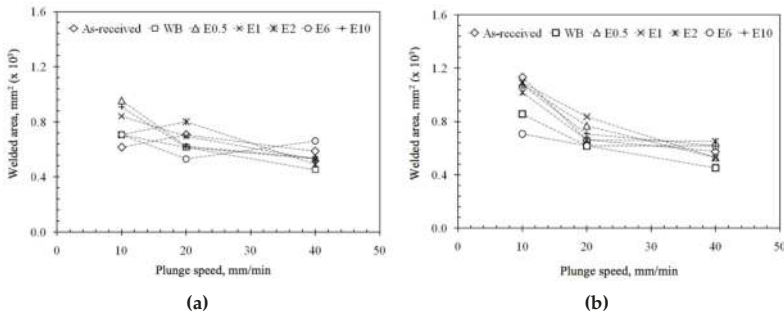 As-received WB E0.5 E1 E2 E6 E10
1.6
1.2
0.8
0.4
0.0
Welded area, mm² (x 10³)
0 10 20 30 40 50
Plunge speed, mm/min
(a)
As-received WB E0.5 E1 E2 E6 E10
1.6
1.2
0.8
0.4
0.0
Welded area, mm² (x 10³)
0 10 20 30 40 50
Plunge speed, mm/min
(b)